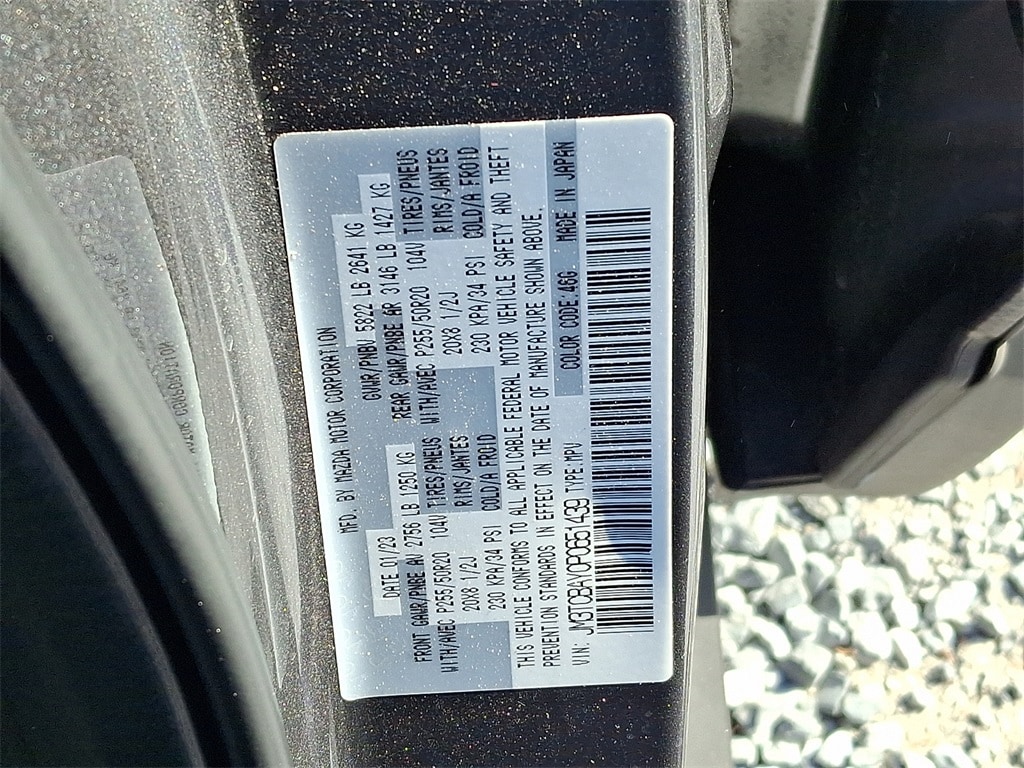 MFD. BY MAZDA MOTOR CORPORATION
DATE 01/23 GVWR/PNBV 5822 LB 2641 KG
FRONT GAWR/PNBE AV 2756 LB 1250 KG REAR GAWR/PNBE AR 3146 LB 1427 KG
WITH/AVEC P255/50R20 104V TIRES/PNEUS WITH/AVEC P255/50R20 104V TIRES/PNEUS
20X8 1/2J RIMS/JANTES 20X8 1/2J RIMS/JANTES
230 KPA/34 PSI COLD/A FROID 230 KPA/34 PSI COLD/A FROID
THIS VEHICLE CONFORMS TO ALL APPLICABLE FEDERAL MOTOR VEHICLE SAFETY AND THEFT
PREVENTION STANDARDS IN EFFECT ON THE DATE OF MANUFACTURE SHOWN ABOVE.
VIN: JM3TCBAY0P0651439 TYPE:MPV COLOR CODE:46G MADE IN JAPAN